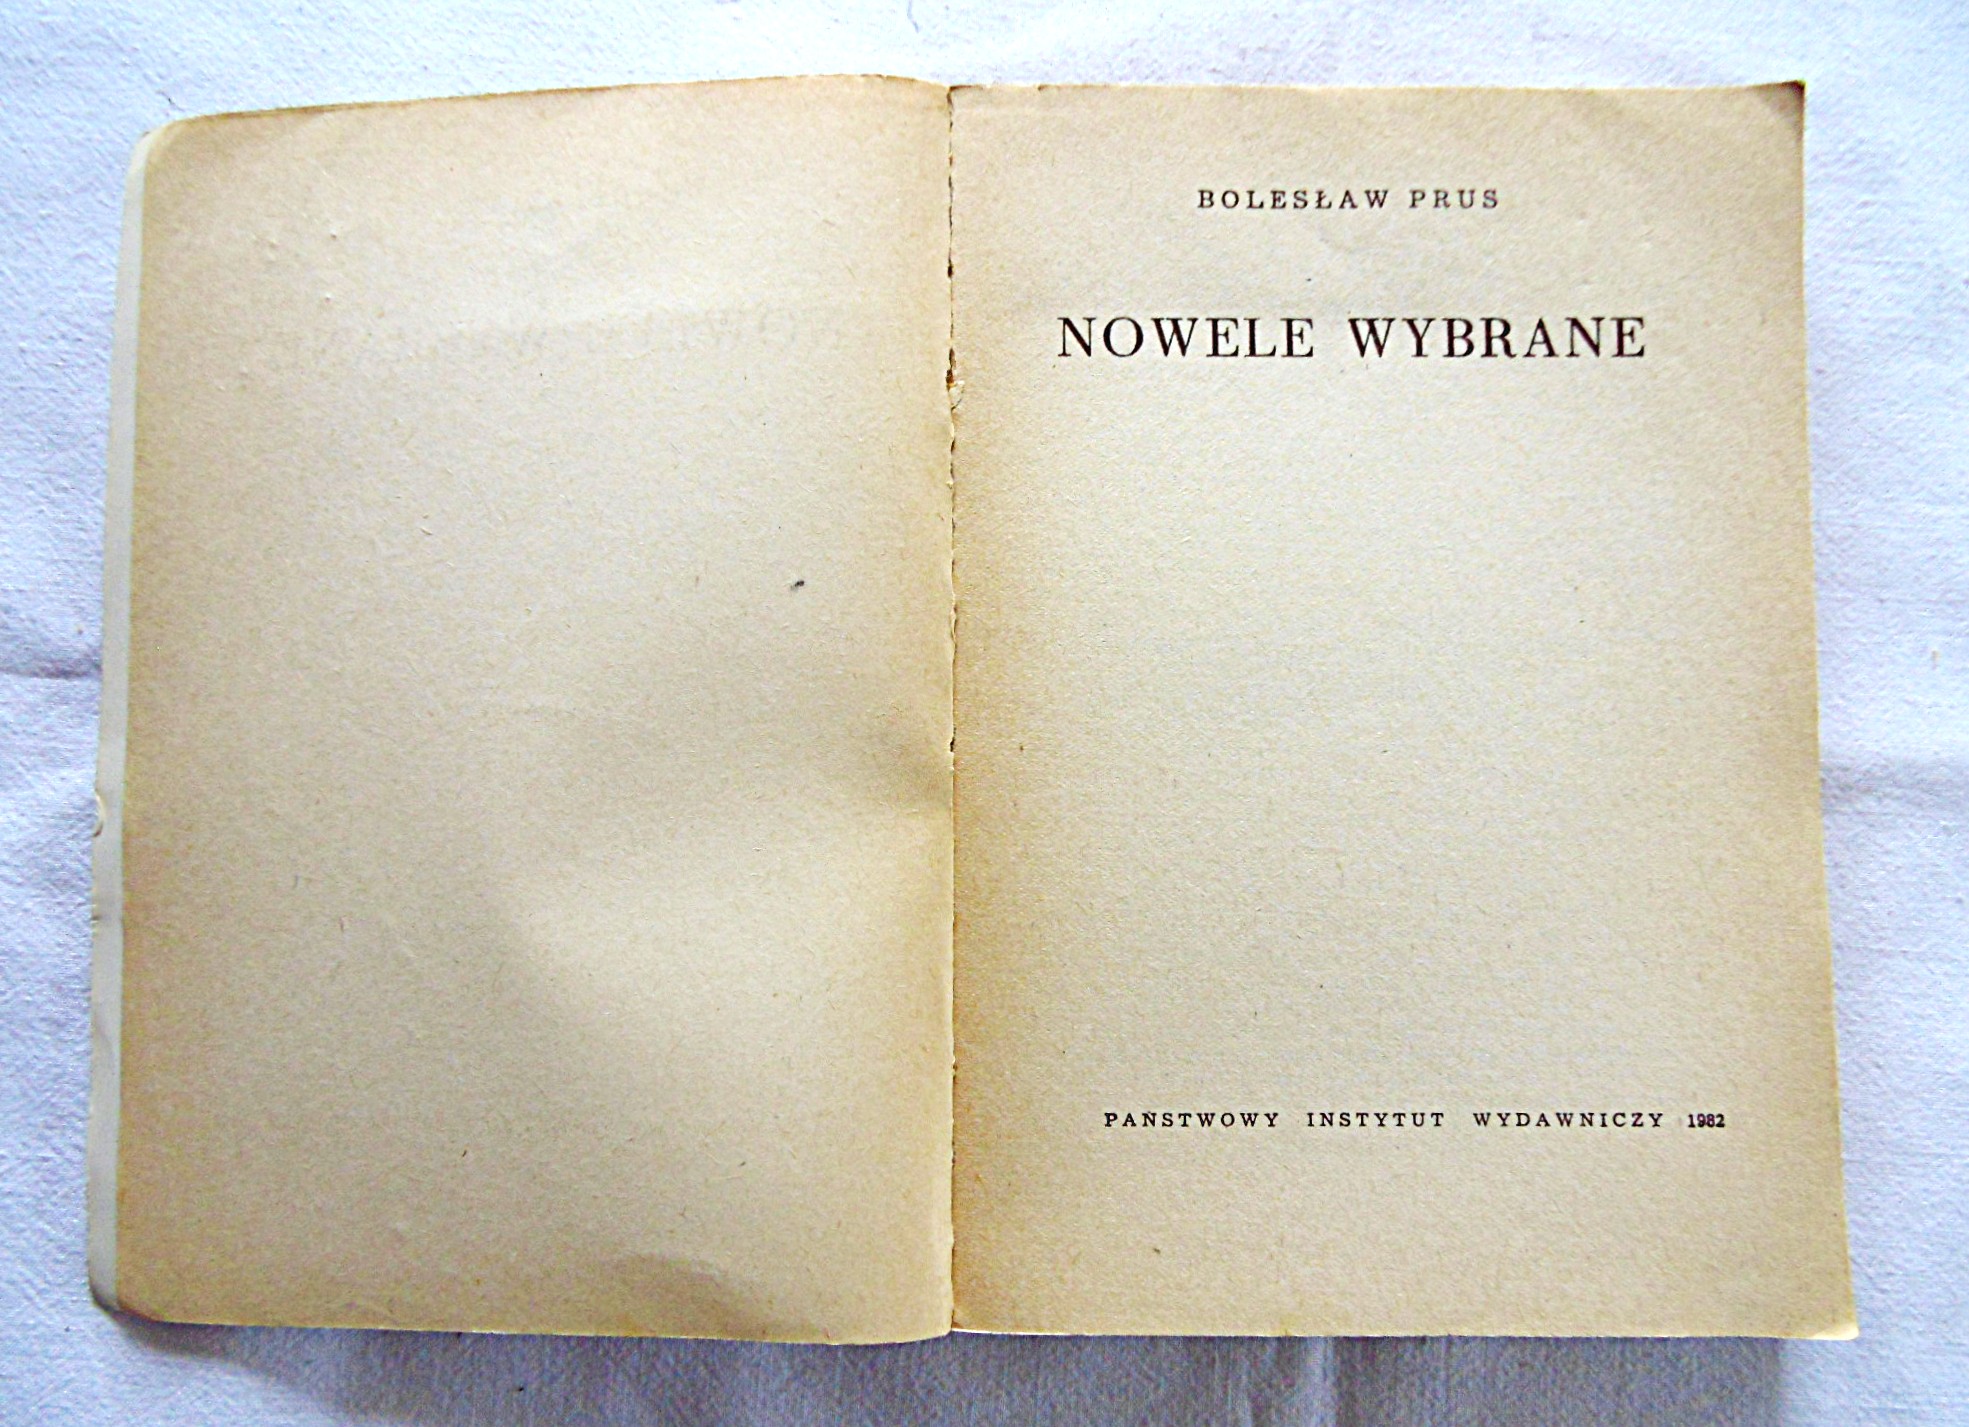 BOLESŁAW PRUS
NOWELE WYBRANE
PAŃSTWOWY INSTYTUT WYDAWNICZY 1982